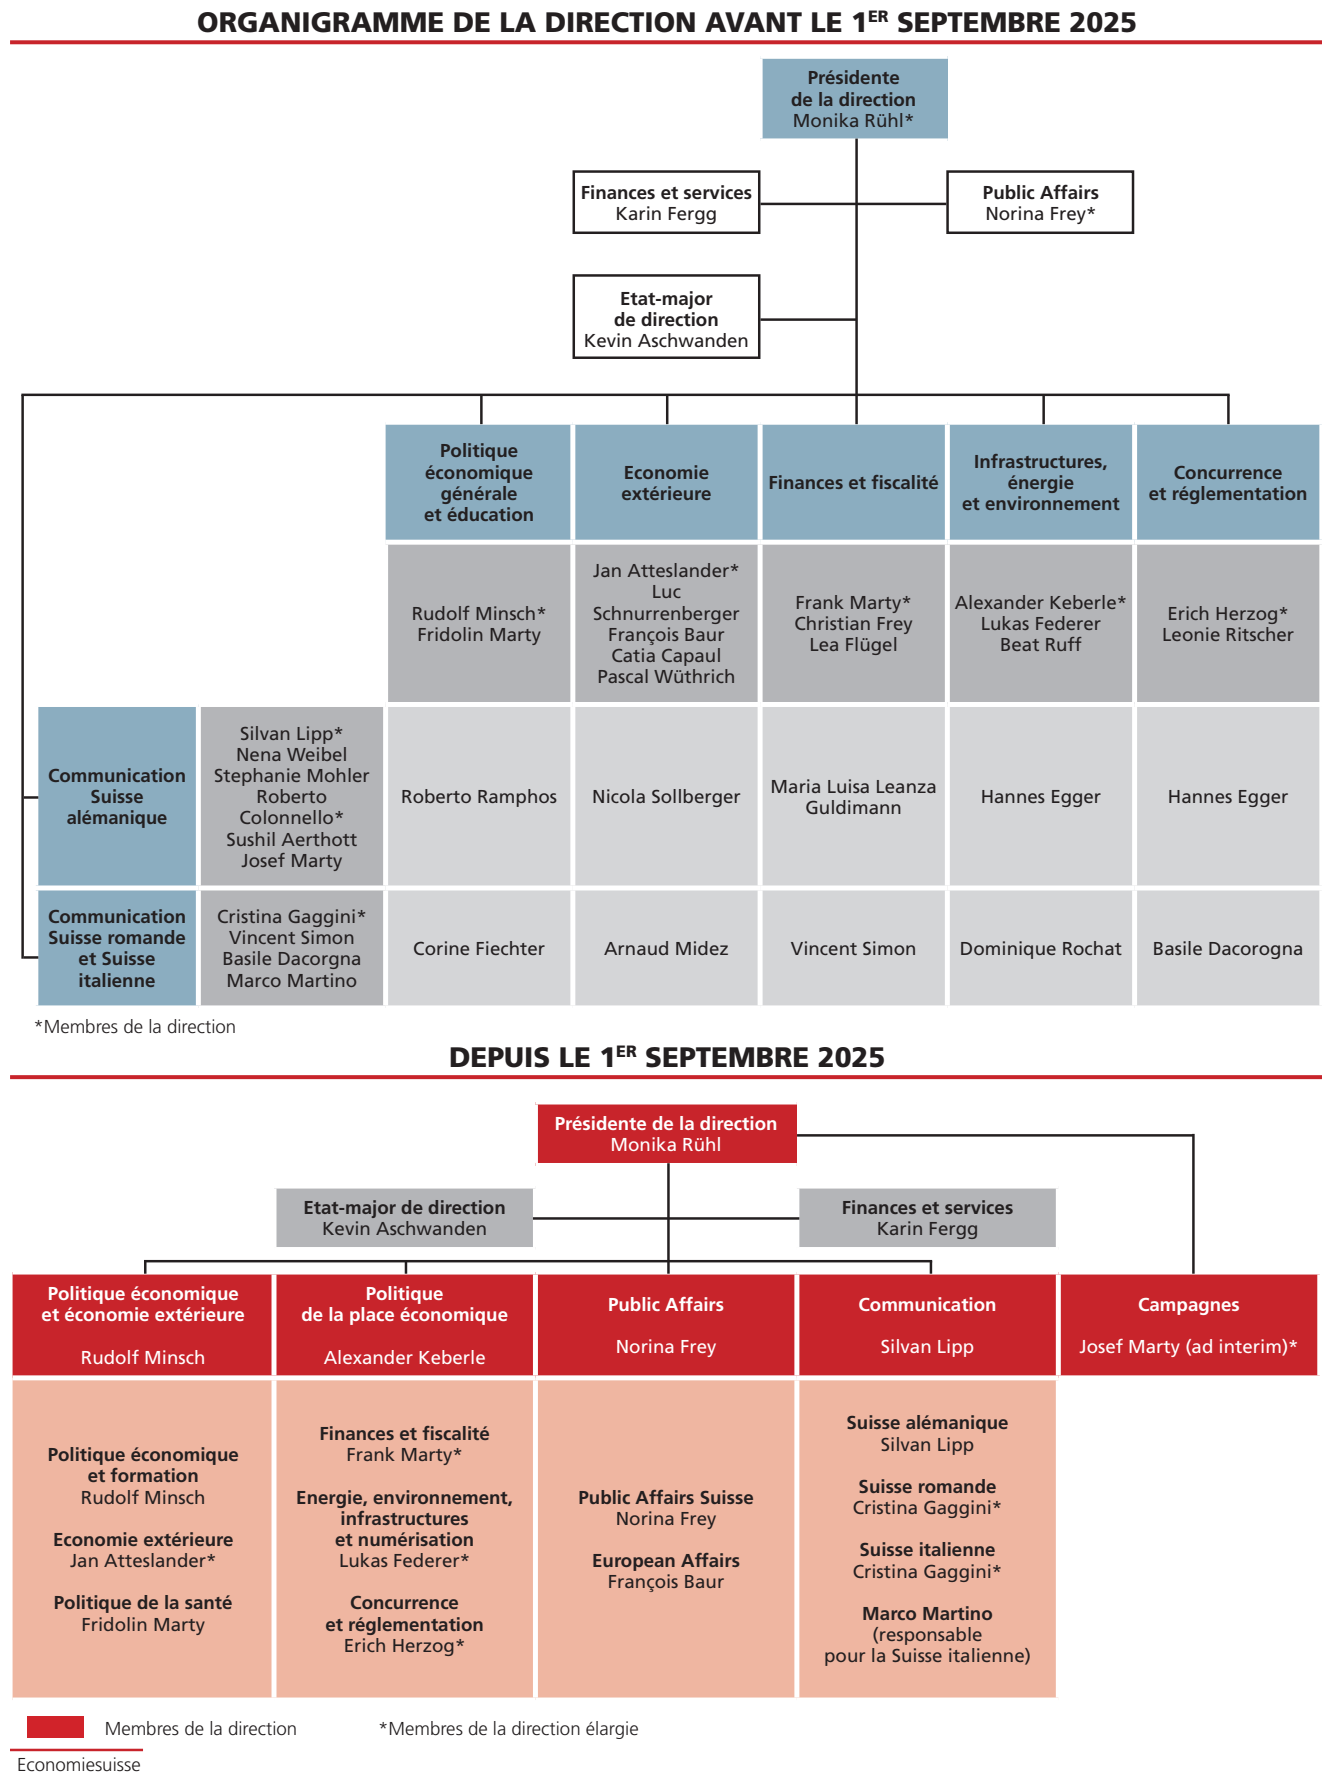 ORGANIGRAMME DE LA DIRECTION AVANT LE 1ER SEPTEMBRE 2025
Présidente
de la direction
Monika Rühl*
Finances et services
Karin Fergg
Public Affairs
Norina Frey*
Etat-major
de direction
Kevin Aschwanden
Politique
économique
générale
et éducation
Economie
extérieure
Finances et fiscalité
Infrastructures,
énergie
et environnement
Concurrence
et réglementation
Rudolf Minsch*
Fridolin Marty
Jan Atteslander*
Luc
Schnurrenberger
François Baur
Catia Capaul
Pascal Wüthrich
Frank Marty*
Christian Frey
Lea Flügel
Alexander Keberle*
Lukas Federer
Beat Ruff
Erich Herzog*
Leonie Ritscher
Communication
Suisse
alémanique
Silvan Lipp*
Nena Weibel
Stephanie Mohler
Roberto
Colonnello*
Sushil Aerthott
Josef Marty
Roberto Ramphos
Nicola Sollberger
Maria Luisa Leanza
Guldimann
Hannes Egger
Hannes Egger
Communication
Suisse romande
et Suisse
italienne
Cristina Gaggini*
Vincent Simon
Basile Dacorgna
Marco Martino
Corine Fiechter
Arnaud Midez
Vincent Simon
Dominique Rochat
Basile Dacorogna
*Membres de la direction
DEPUIS LE 1ER SEPTEMBRE 2025
Présidente de la direction
Monika Rühl
Etat-major de direction
Kevin Aschwanden
Finances et services
Karin Fergg
Politique économique
et économie extérieure
Rudolf Minsch
Politique
de la place économique
Alexander Keberle
Public Affairs
Norina Frey
Communication
Silvan Lipp
Campagnes
Josef Marty (ad interim)*
Politique économique
et formation
Rudolf Minsch
Economie extérieure
Jan Atteslander*
Politique de la santé
Fridolin Marty
Finances et fiscalité
Frank Marty*
Energie, environnement,
infrastructures
et numérisation
Lukas Federer*
Concurrence
et réglementation
Erich Herzog*
Public Affairs Suisse
Norina Frey
European Affairs
François Baur
Suisse alémanique
Silvan Lipp
Suisse romande
Cristina Gaggini*
Suisse italienne
Cristina Gaggini*
Marco Martino
(responsable
pour la Suisse italienne)
Membres de la direction
*Membres de la direction élargie
Economiesuisse